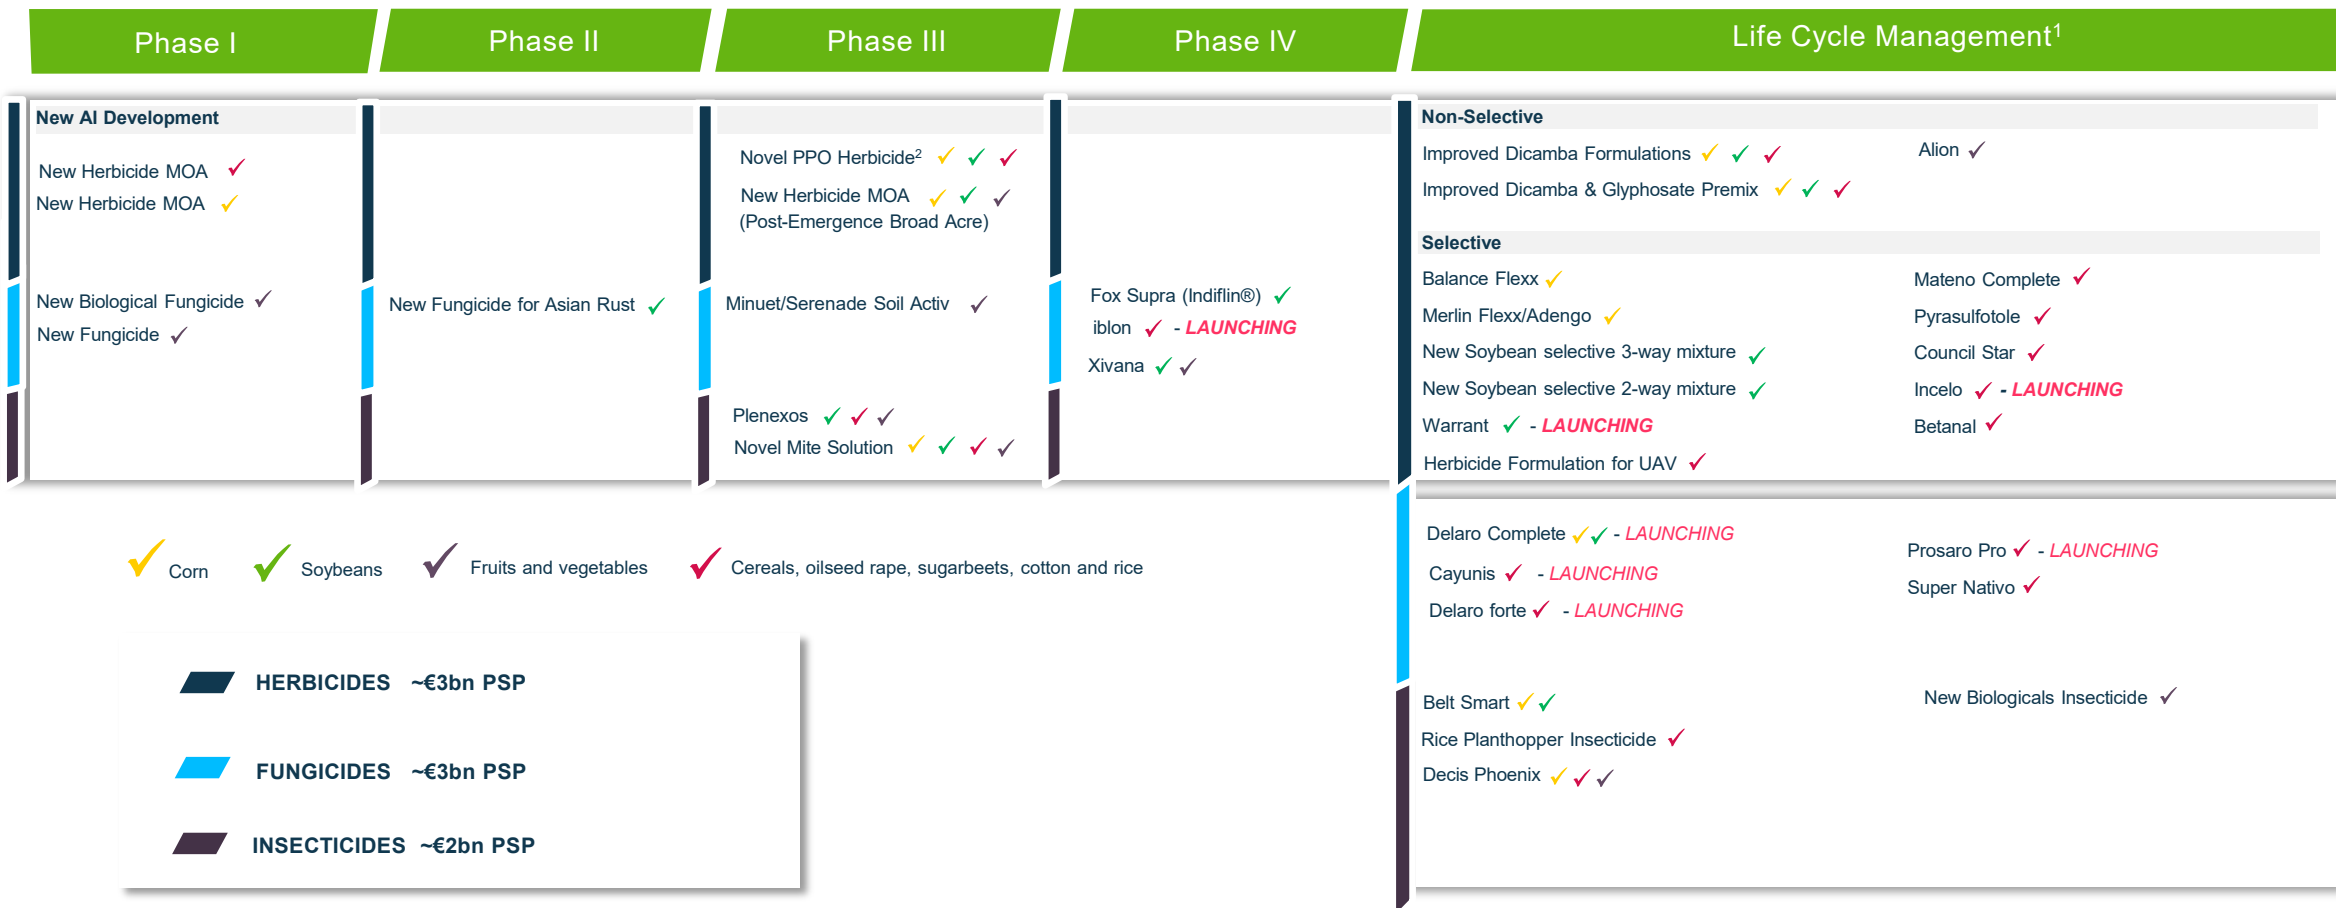 Phase I
Phase II
Phase III
Phase IV
Life Cycle Management¹
New AI Development
New Herbicide MOA
New Herbicide MOA
New Biological Fungicide
New Fungicide
New Fungicide for Asian Rust
Novel PPO Herbicide²
New Herbicide MOA
(Post-Emergence Broad Acre)
Minuet/Serenade Soil Activ
Plenexos
Novel Mite Solution
Fox Supra (Indiflin®)
iblon - LAUNCHING
Xivana
Non-Selective
Improved Dicamba Formulations
Improved Dicamba & Glyphosate Premix
Alion
Selective
Balance Flexx
Merlin Flexx/Adengo
New Soybean selective 3-way mixture
New Soybean selective 2-way mixture
Warrant - LAUNCHING
Herbicide Formulation for UAV
Mateno Complete
Pyrasulfotole
Council Star
Incelo - LAUNCHING
Betanal
Delaro Complete - LAUNCHING
Cayunis - LAUNCHING
Delaro forte - LAUNCHING
Prosaro Pro - LAUNCHING
Super Nativo
Belt Smart
Rice Planthopper Insecticide
Decis Phoenix
New Biologicals Insecticide
Corn
Soybeans
Fruits and vegetables
Cereals, oilseed rape, sugarbeets, cotton and rice
HERBICIDES ~€3bn PSP
FUNGICIDES ~€3bn PSP
INSECTICIDES ~€2bn PSP